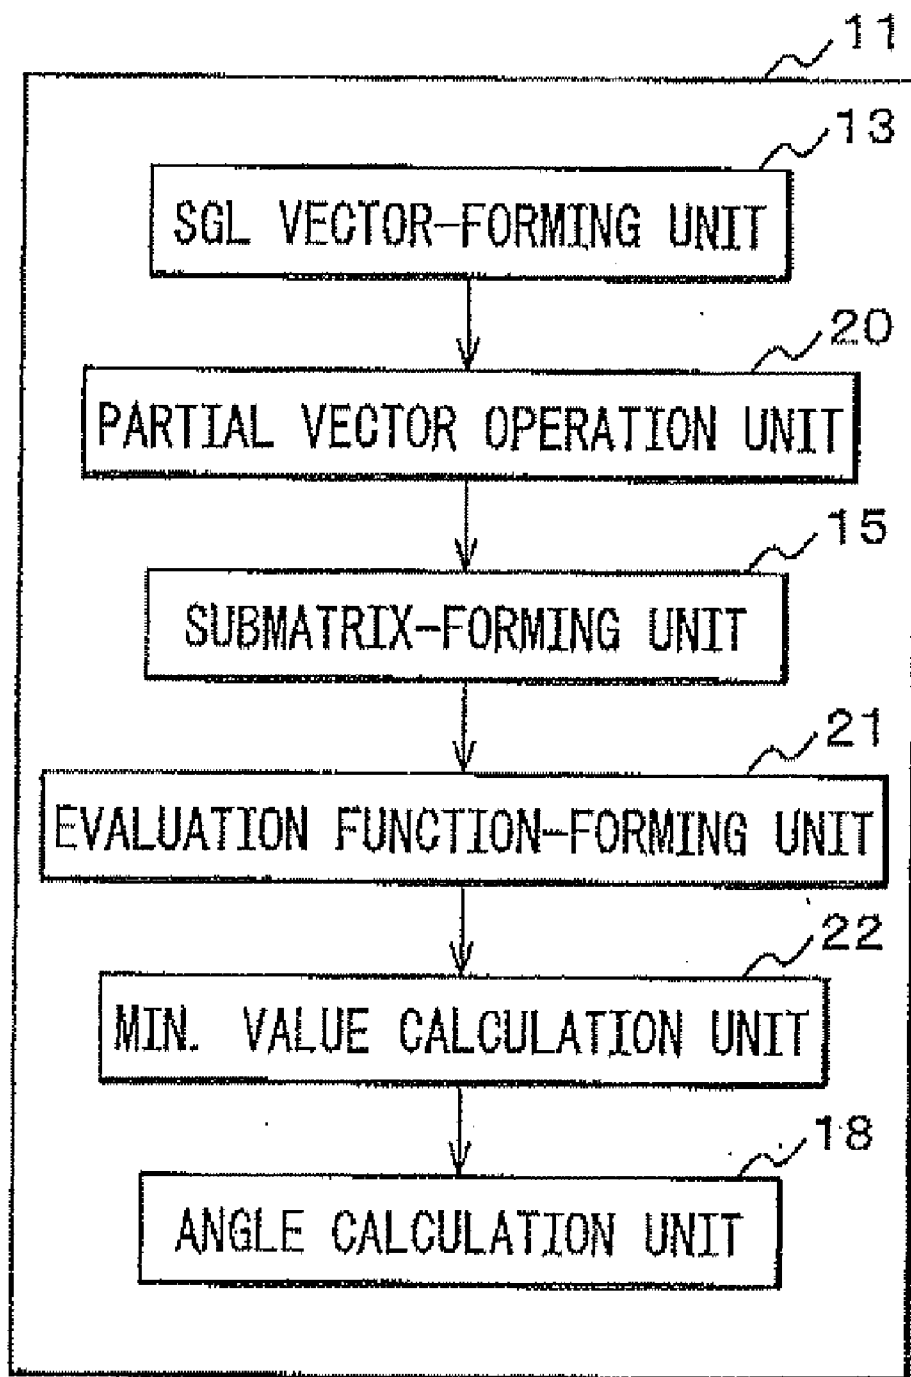 11
13
SGL VECTOR-FORMING UNIT
20
PARTIAL VECTOR OPERATION UNIT
15
SUBMATRIX-FORMING UNIT
21
EVALUATION FUNCTION-FORMING UNIT
22
MIN. VALUE CALCULATION UNIT
18
ANGLE CALCULATION UNIT